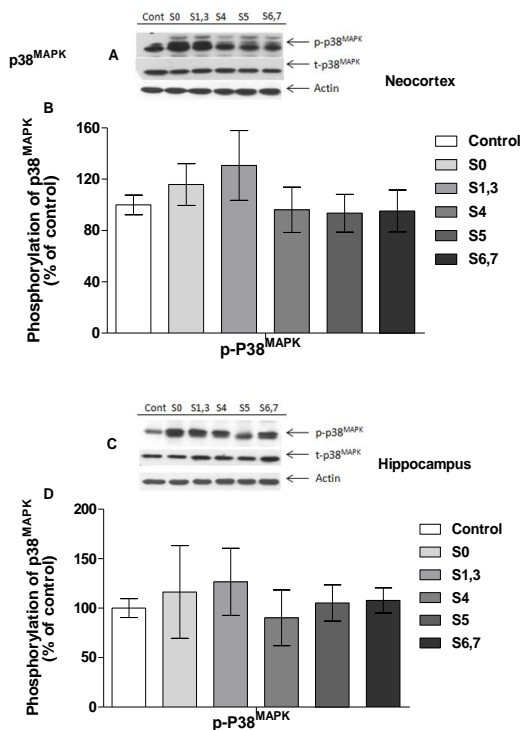 p38MAPK
A
Cont S0 S1,3 S4 S5 S6,7
p-p38MAPK
t-p38MAPK
Actin
Neocortex
B
Phosphorylation of p38MAPK
(% of control)
160
120
80
40
0
p-P38MAPK
Control
S0
S1,3
S4
S5
S6,7
C
Cont S0 S1,3 S4 S5 S6,7
p-p38MAPK
t-p38MAPK
Actin
Hippocampus
D
Phosphorylation of p38MAPK
(% of control)
200
150
100
50
0
p-P38MAPK
Control
S0
S1,3
S4
S5
S6,7